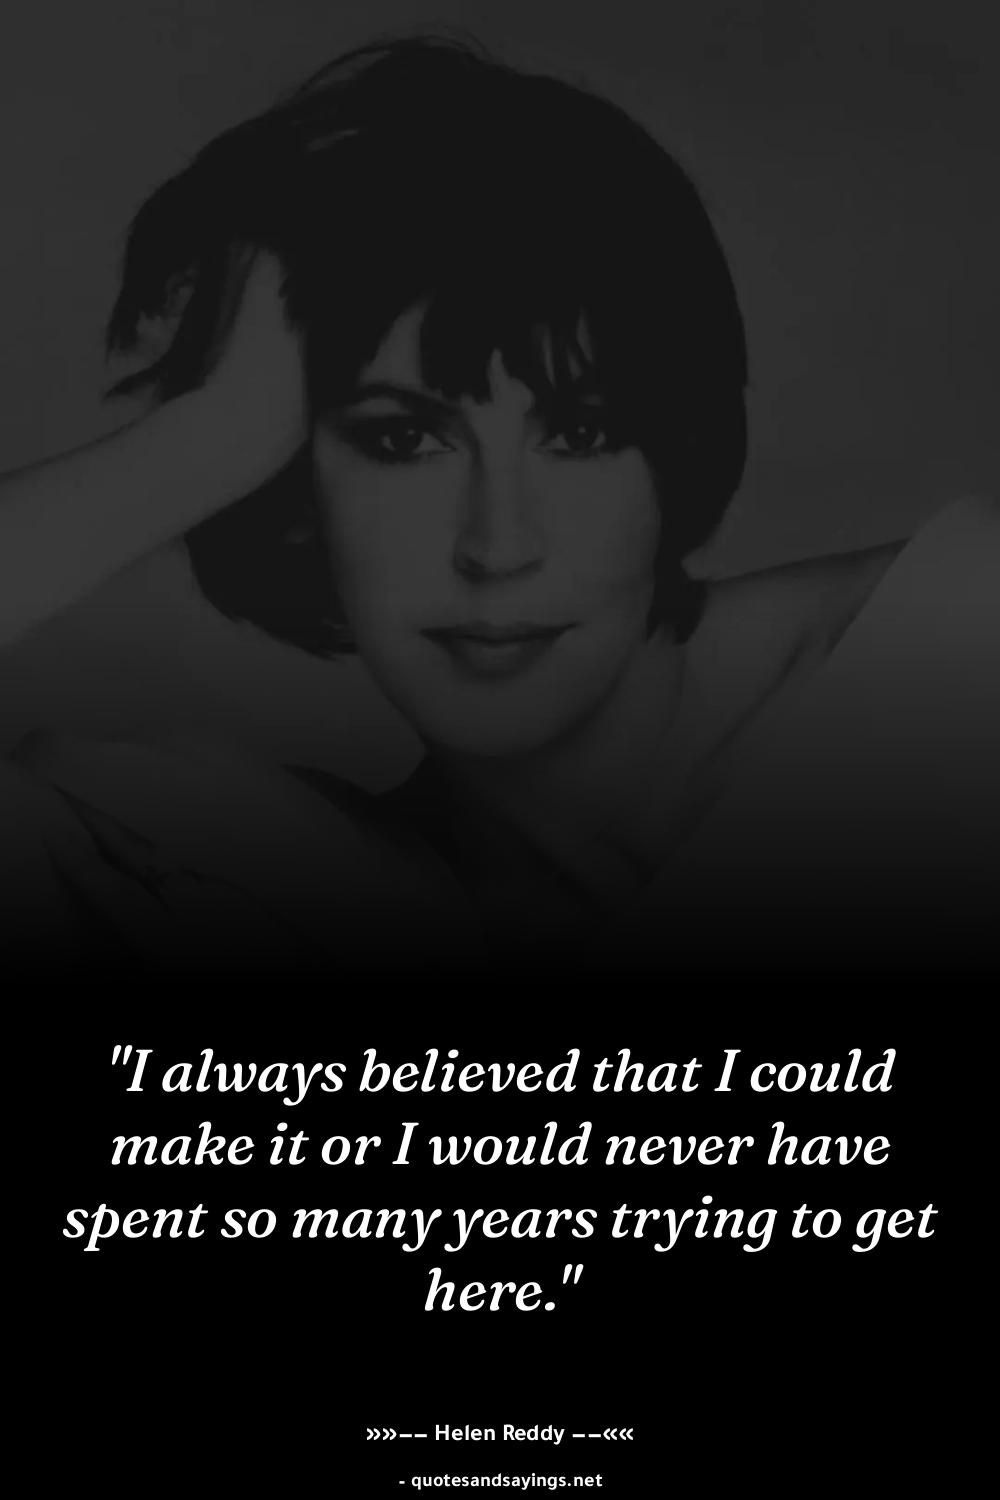 "I always believed that I could
make it or I would never have
spent so many years trying to get
here."
»»−− Helen Reddy −−««
- quotesandsayings.net